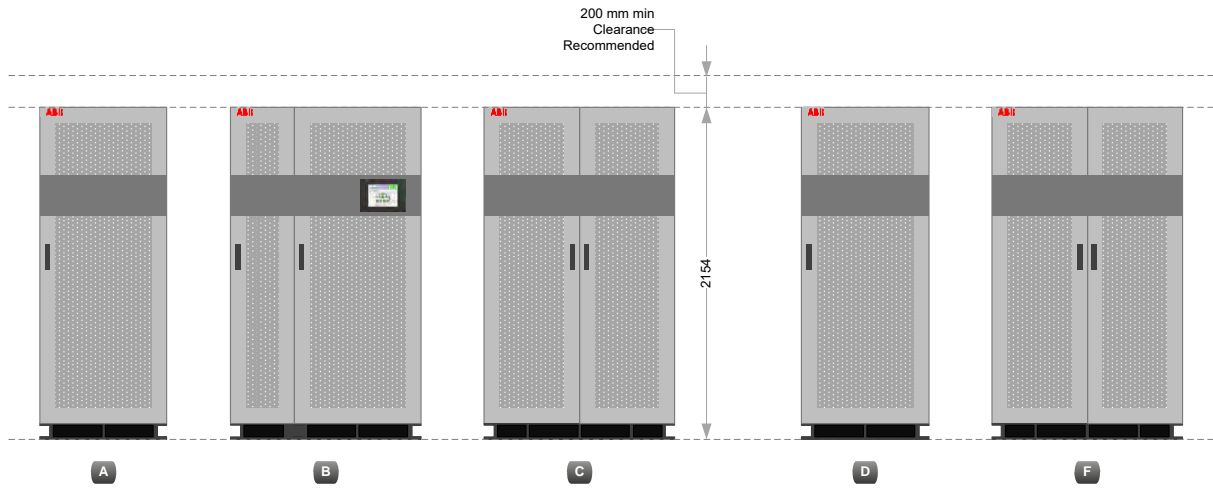 200 mm min
Clearance
Recommended
ABB
ABB
ABB
ABB
ABB
2154
A
B
C
D
F